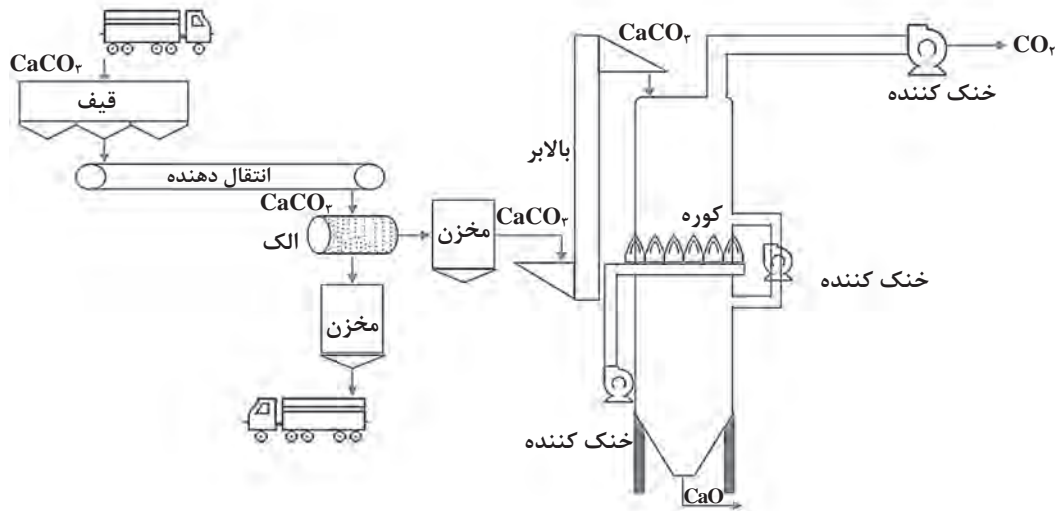 CaCO۳
قیف
انتقال دهنده
CaCO۳
الک
مخزن
مخزن
CaCO۳
بالابر
CaCO۳
CO۲
خنک کننده
کوره
خنک کننده
خنک کننده
CaO